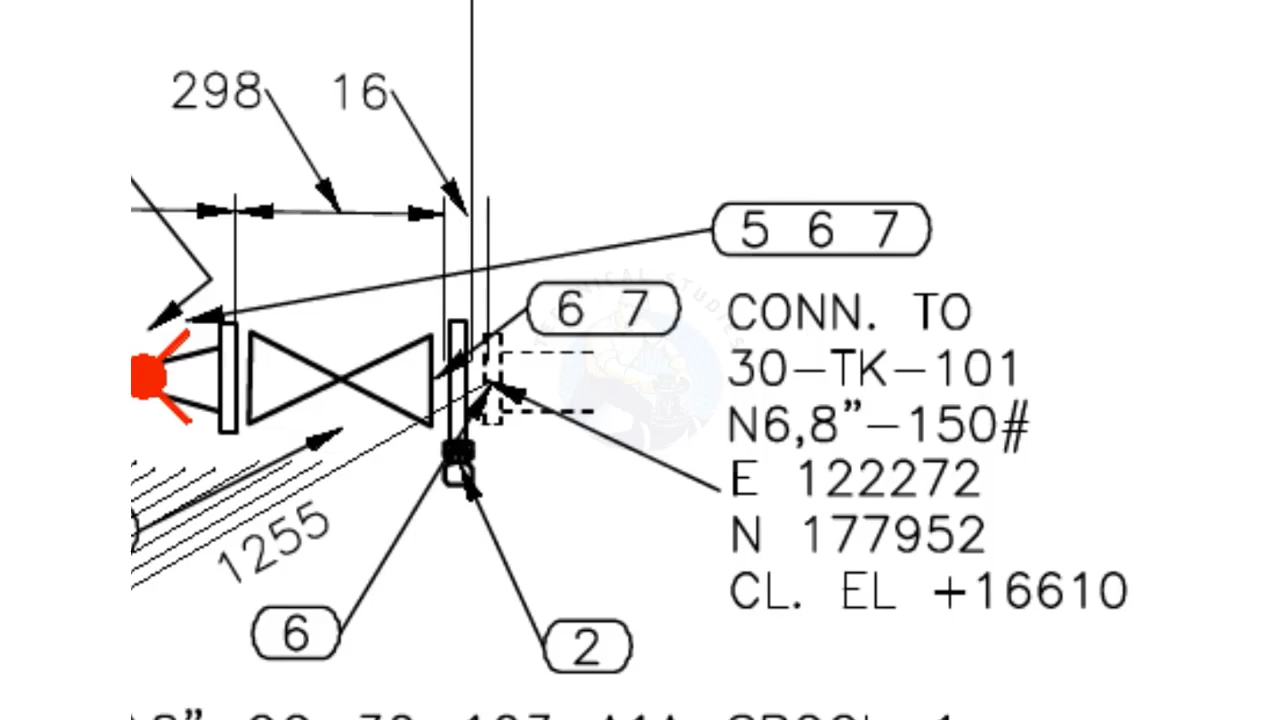 298 16
5 6 7
6 7
CONN. TO
30-TK-101
N6,8"-150#
E 122272
N 177952
CL. EL +16610
1255
6
2